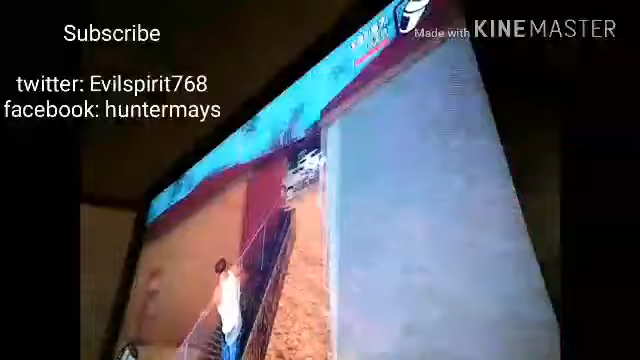 Subscribe
Made with KINEMASTER
twitter: Evilspirit768
facebook: huntermays